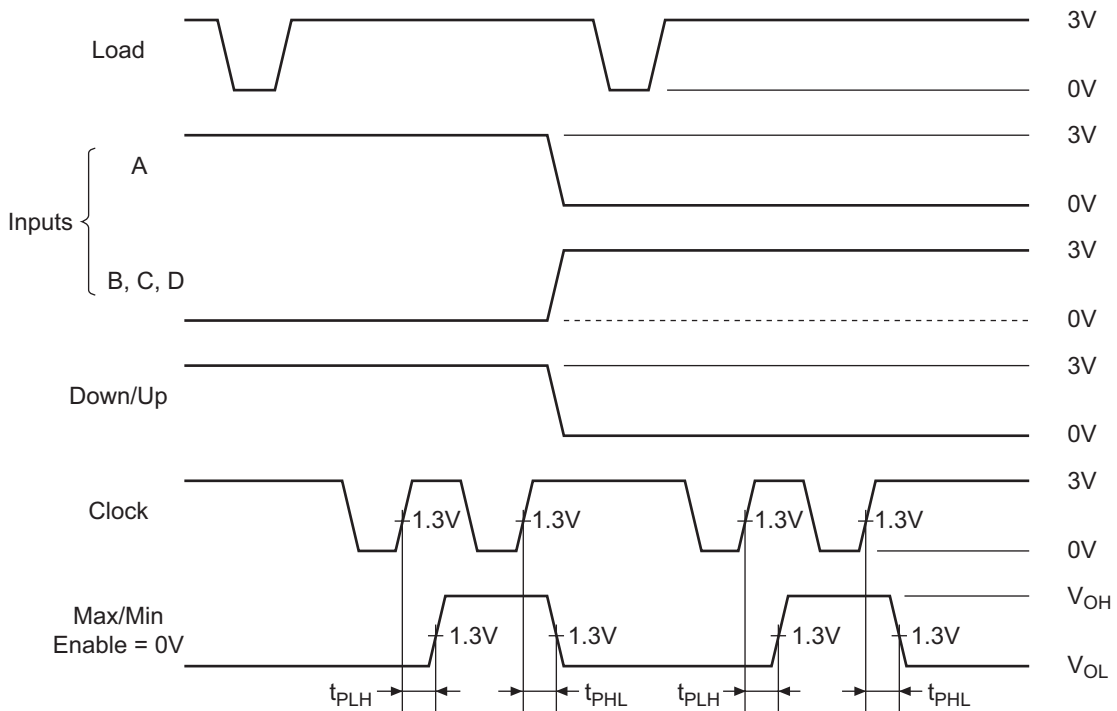 Load
3V
0V
Inputs
A
3V
0V
B, C, D
3V
0V
Down/Up
3V
0V
Clock
3V
1.3V
1.3V
1.3V
1.3V
0V
Max/Min
Enable = 0V
VOH
1.3V
1.3V
1.3V
1.3V
VOL
tPLH
tPHL
tPLH
tPHL